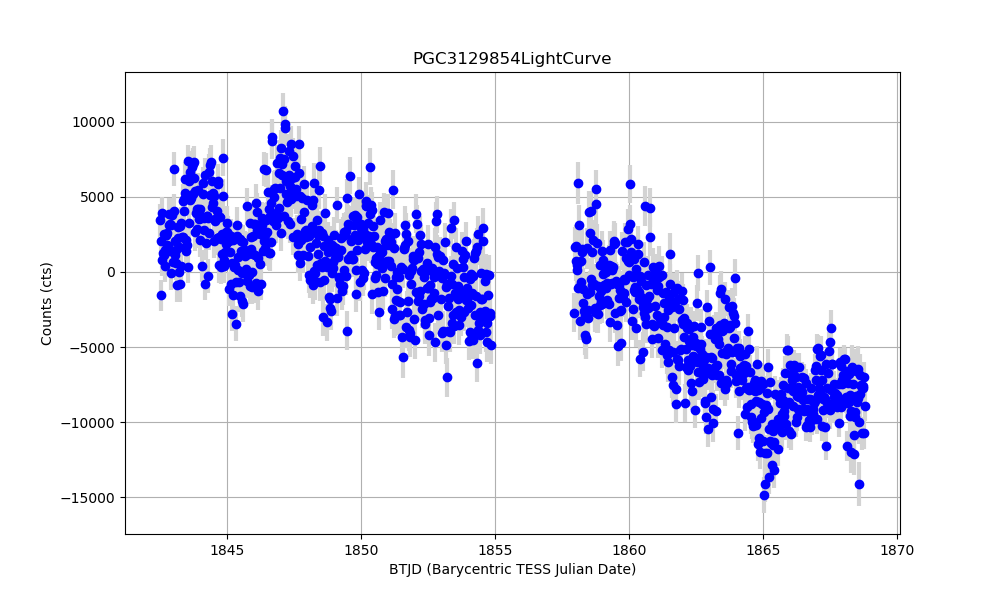 PGC3129854LightCurve
10000
5000
0
−5000
−10000
−15000
Counts (cts)
1845 1850 1855 1860 1865 1870
BTJD (Barycentric TESS Julian Date)